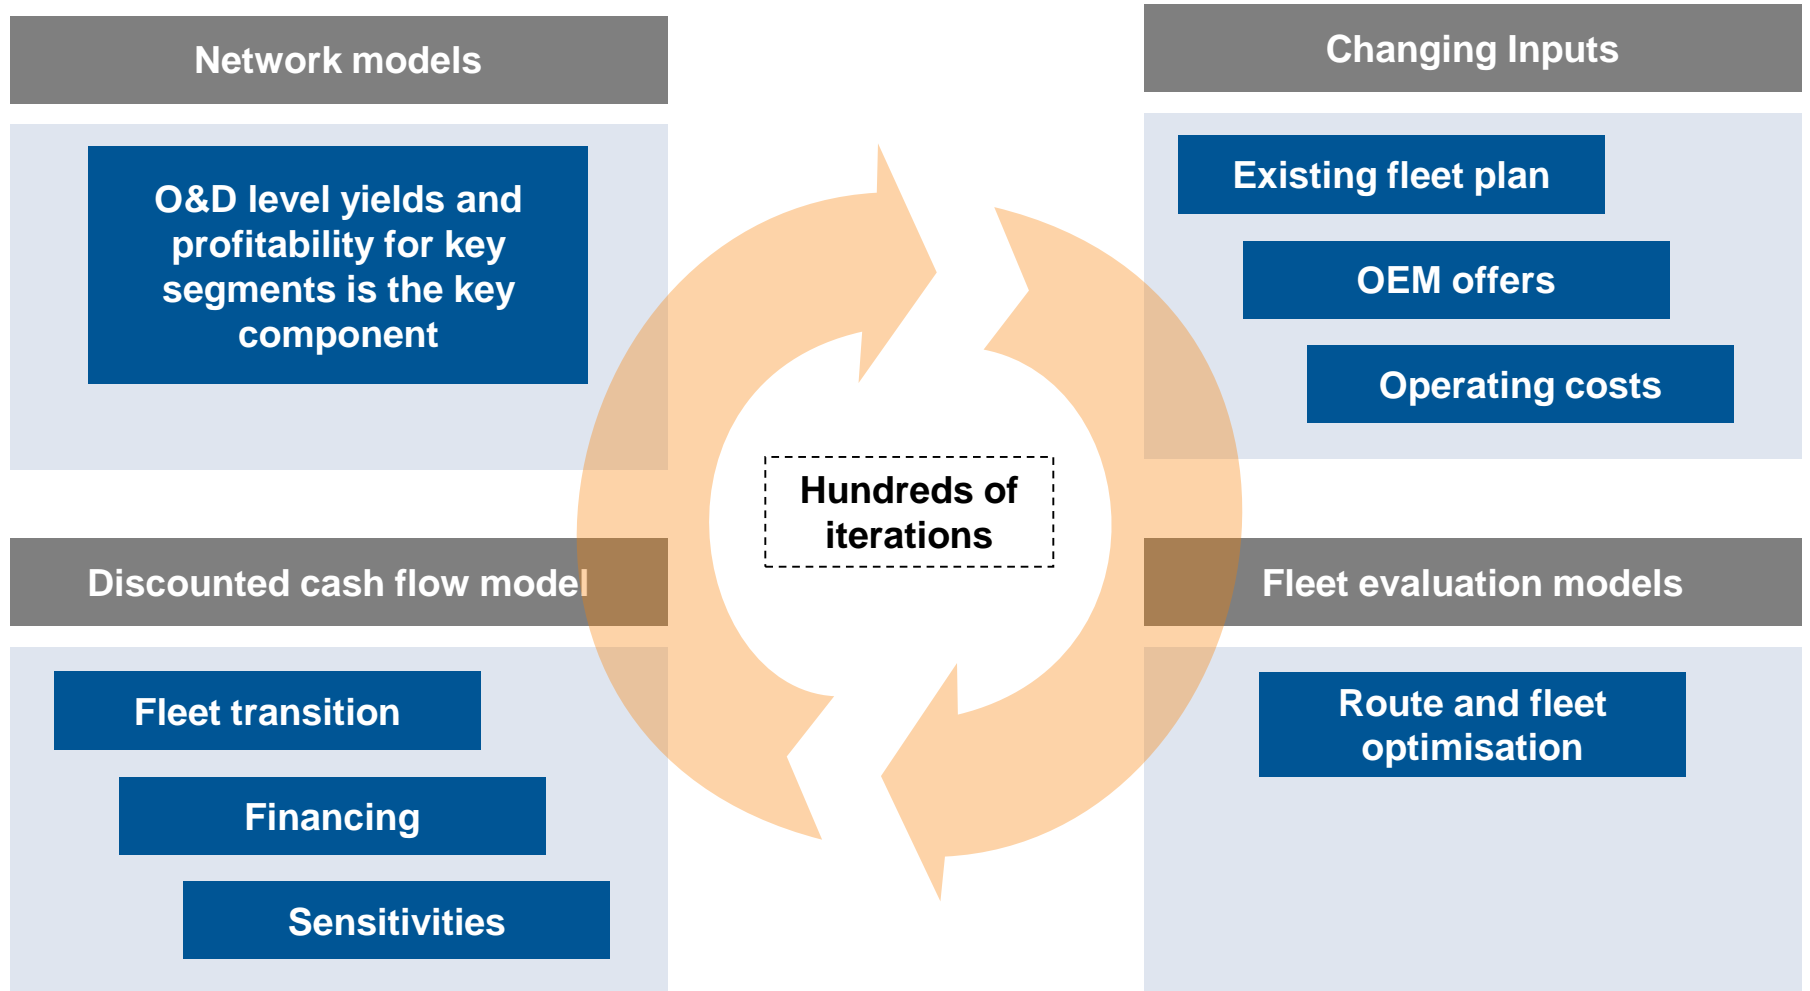 Network models
O&D level yields and
profitability for key
segments is the key
component
Changing Inputs
Existing fleet plan
OEM offers
Operating costs
Hundreds of
iterations
Discounted cash flow model
Fleet transition
Financing
Sensitivities
Fleet evaluation models
Route and fleet
optimisation